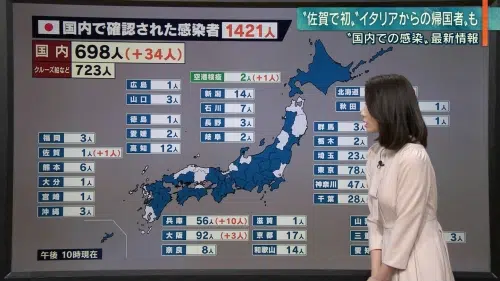 国内で確認された感染者 1421人
"佐賀で初。"イタリアからの帰国者"も
"国内での感染"最新情報
国内 698人(+34人)
クルーズ船など 723人
空港検疫 2人(+1人)
広島 1人
山口 3人
徳島 1人
愛媛 2人
高知 12人
新潟 14人
石川 7人
長野 3人
岐阜 2人
北海道
秋田
1人
1人
福岡 3人
佐賀 1人(+1人)
熊本 6人
大分 1人
宮崎 1人
沖縄 3人
群馬 3人
栃木 2人
埼玉 23人
東京 78人
神奈川 47人
千葉 28人
兵庫 56人(+10人)
大阪 92人(+3人)
奈良 8人
滋賀 1人
京都 17人
和歌山 14人
山
三
愛知
3人
午後10時現在